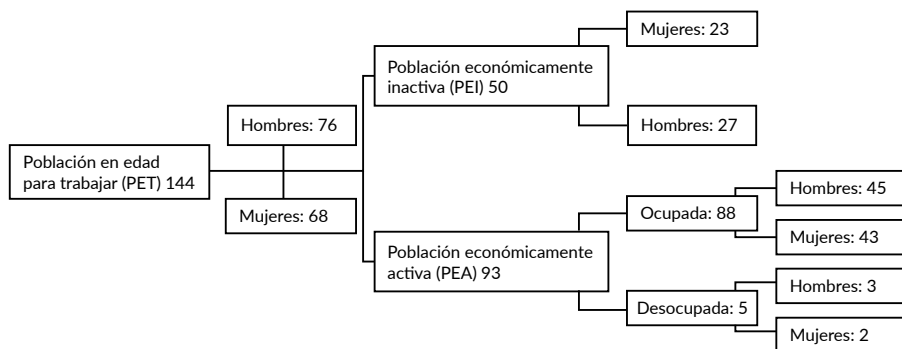 Población en edad
para trabajar (PET) 144
Hombres: 76
Mujeres: 68
Población económicamente
inactiva (PEI) 50
Mujeres: 23
Hombres: 27
Población económicamente
activa (PEA) 93
Ocupada: 88
Hombres: 45
Mujeres: 43
Desocupada: 5
Hombres: 3
Mujeres: 2